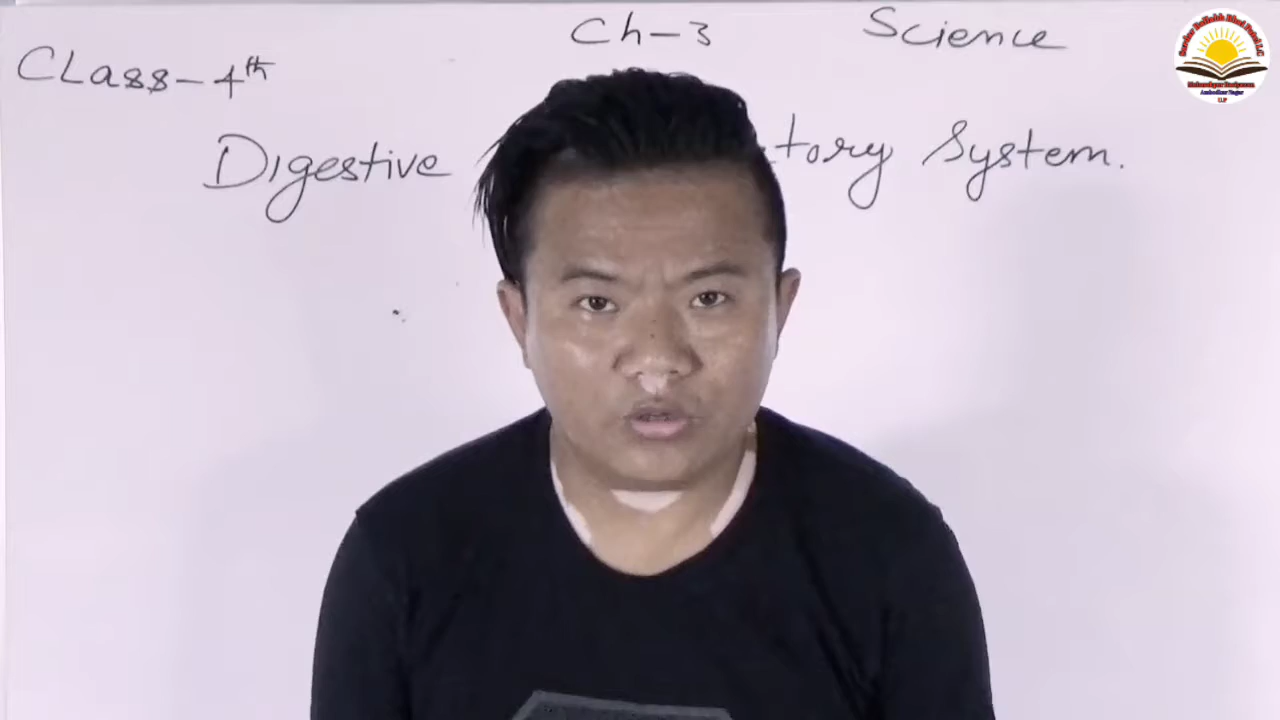 Ch-3
Science
Class-4th
Digestive
tory System.